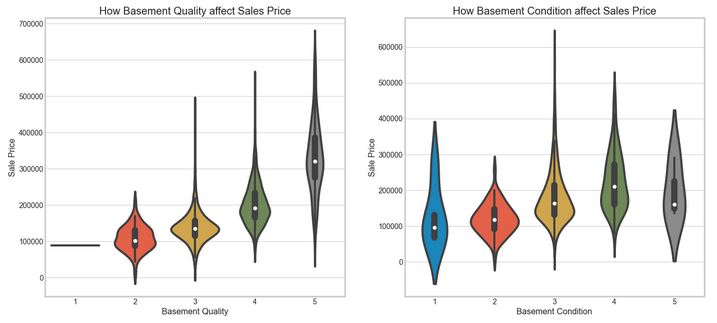 How Basement Quality affect Sales Price
700000
600000
500000
400000
300000
200000
100000
0
Sale Price
1 2 3 4 5
Basement Quality
How Basement Condition affect Sales Price
600000
500000
400000
300000
200000
100000
0
Sale Price
1 2 3 4 5
Basement Condition